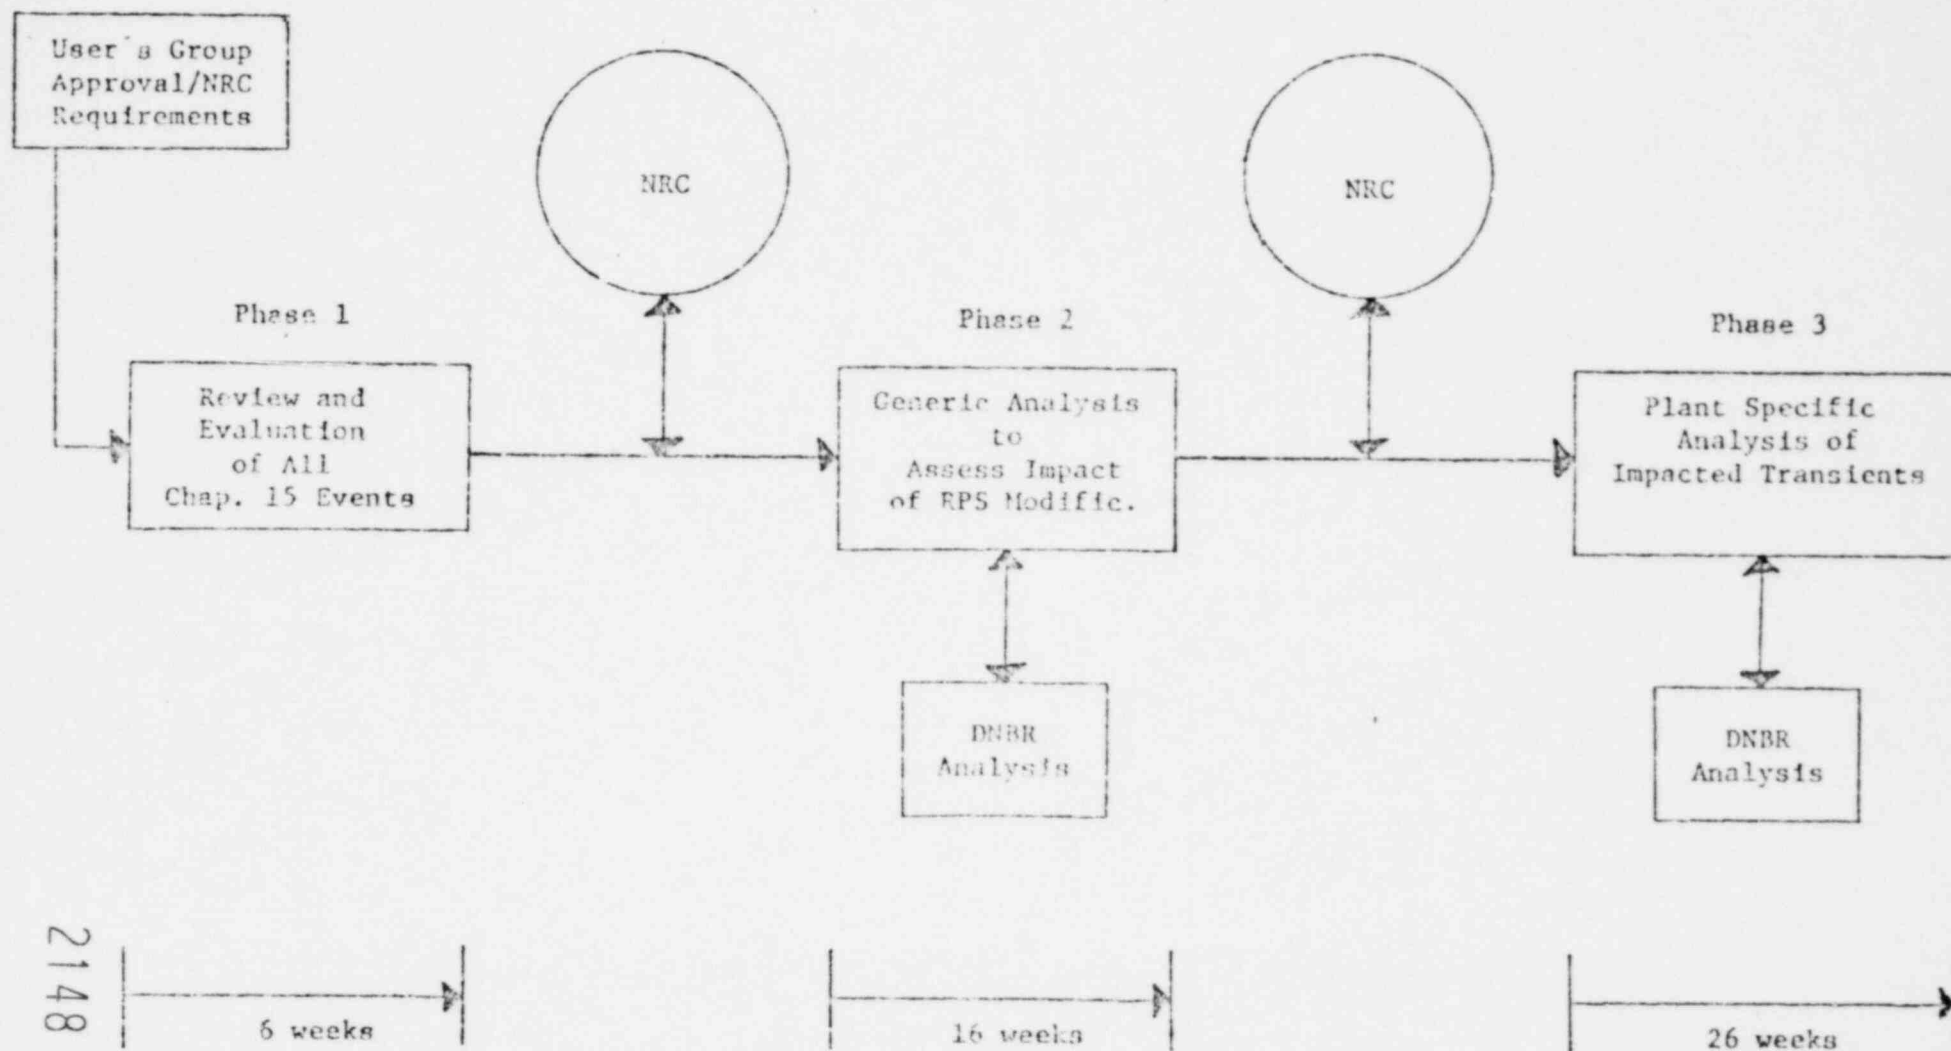 User's Group
Approval/NRC
Requirements
NRC
NRC
Phase 1
Phase 2
Phase 3
Review and
Evaluation
of All
Chap. 15 Events
Generic Analysis
to
Assess Impact
of RPS Modific.
Plant Specific
Analysis of
Impacted Transients
DNBR
Analysis
DNBR
Analysis
2148
6 weeks
16 weeks
26 weeks